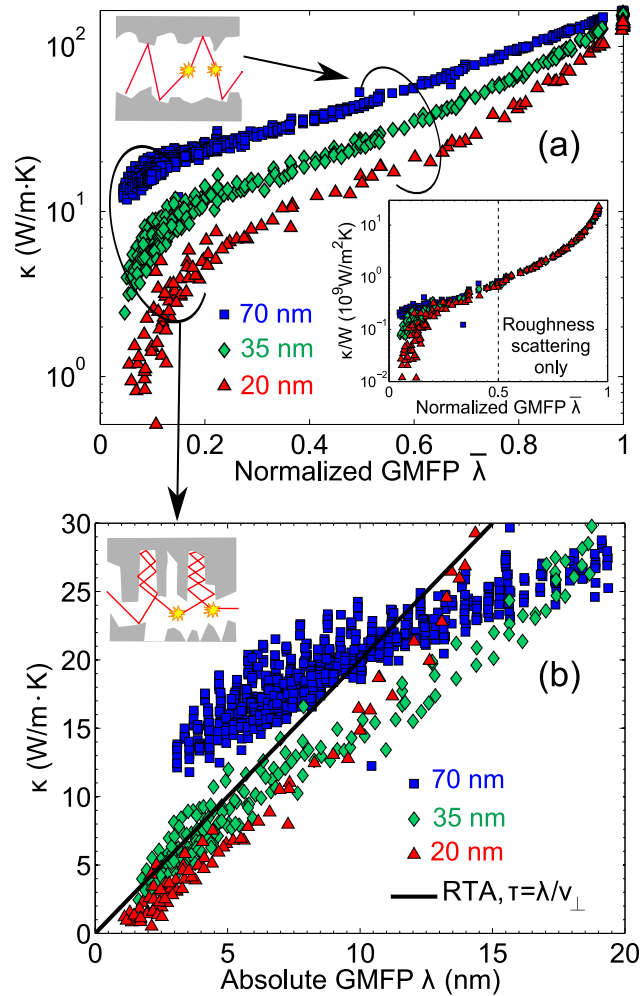 κ (W/m·K)
10²
10¹
10⁰
(a)
70 nm
35 nm
20 nm
κ/W (10⁹W/m²K)
10¹
10⁰
10⁻¹
10⁻²
Roughness
scattering
only
0 0.5 1
Normalized GMFP λ̅
0 0.2 0.4 0.6 0.8 1
Normalized GMFP λ̅
κ (W/m·K)
30
25
20
15
10
5
0
(b)
70 nm
35 nm
20 nm
RTA, τ=λ/v⊥
0 5 10 15 20
Absolute GMFP λ (nm)